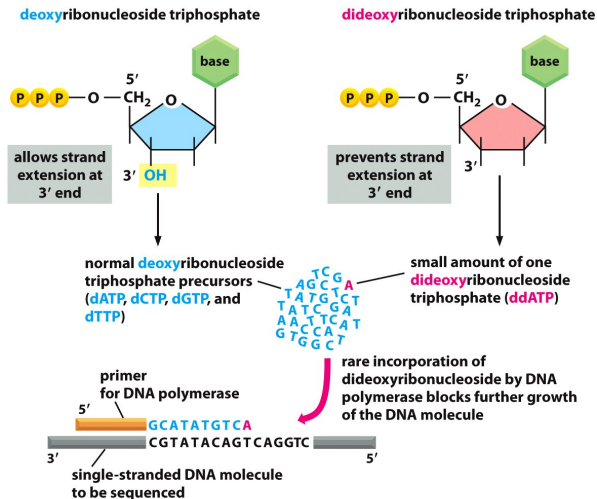 deoxyribonucleoside triphosphate
dideoxyribonucleoside triphosphate
base
5′
P P P — O — CH2 O
allows strand
extension at
3′ end
3′ OH
base
5′
P P P — O — CH2 O
prevents strand
extension at
3′ end
3′
normal deoxyribonucleoside
triphosphate precursors
(dATP, dCTP, dGTP, and
dTTP)
small amount of one
dideoxyribonucleoside
triphosphate (ddATP)
rare incorporation of
dideoxyribonucleoside by DNA
polymerase blocks further growth
of the DNA molecule
primer
for DNA polymerase
5′
GCATATGTCA
CGTATACAGTCAGGTC
3′
5′
single-stranded DNA molecule
to be sequenced